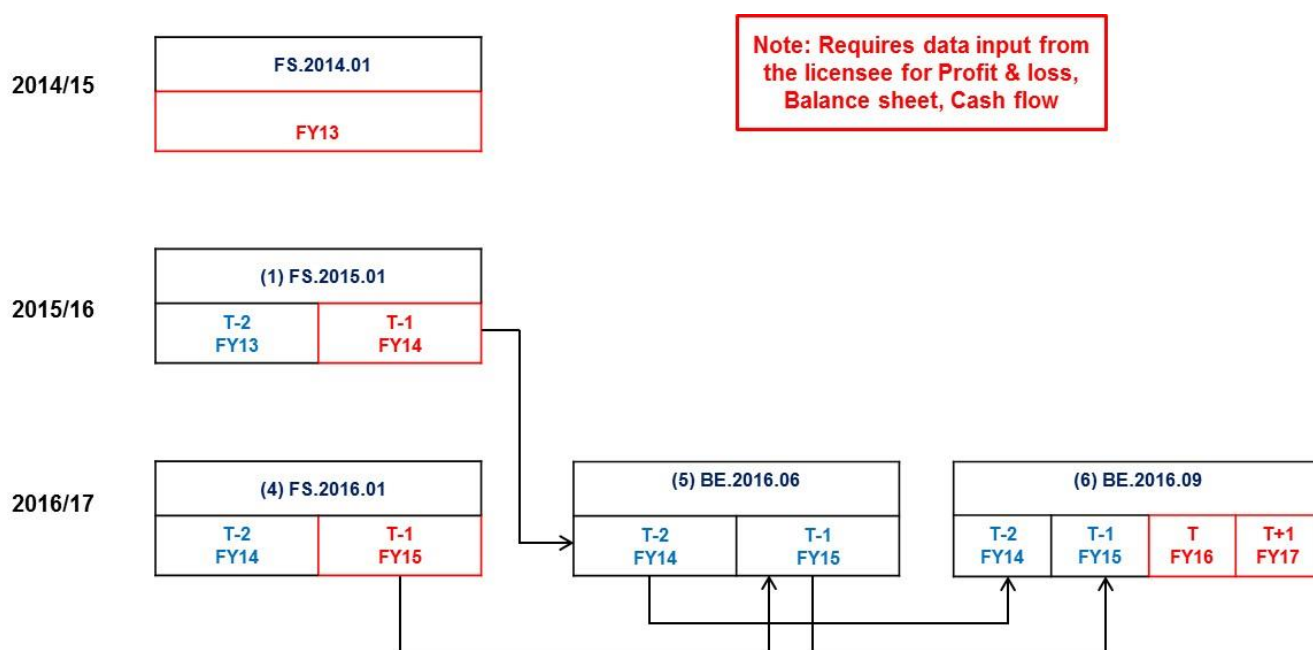 2014/15
FS.2014.01
FY13
Note: Requires data input from
the licensee for Profit & loss,
Balance sheet, Cash flow
2015/16
(1) FS.2015.01
T-2
FY13
T-1
FY14
2016/17
(4) FS.2016.01
T-2
FY14
T-1
FY15
(5) BE.2016.06
T-2
FY14
T-1
FY15
(6) BE.2016.09
T-2
FY14
T-1
FY15
T
FY16
T+1
FY17